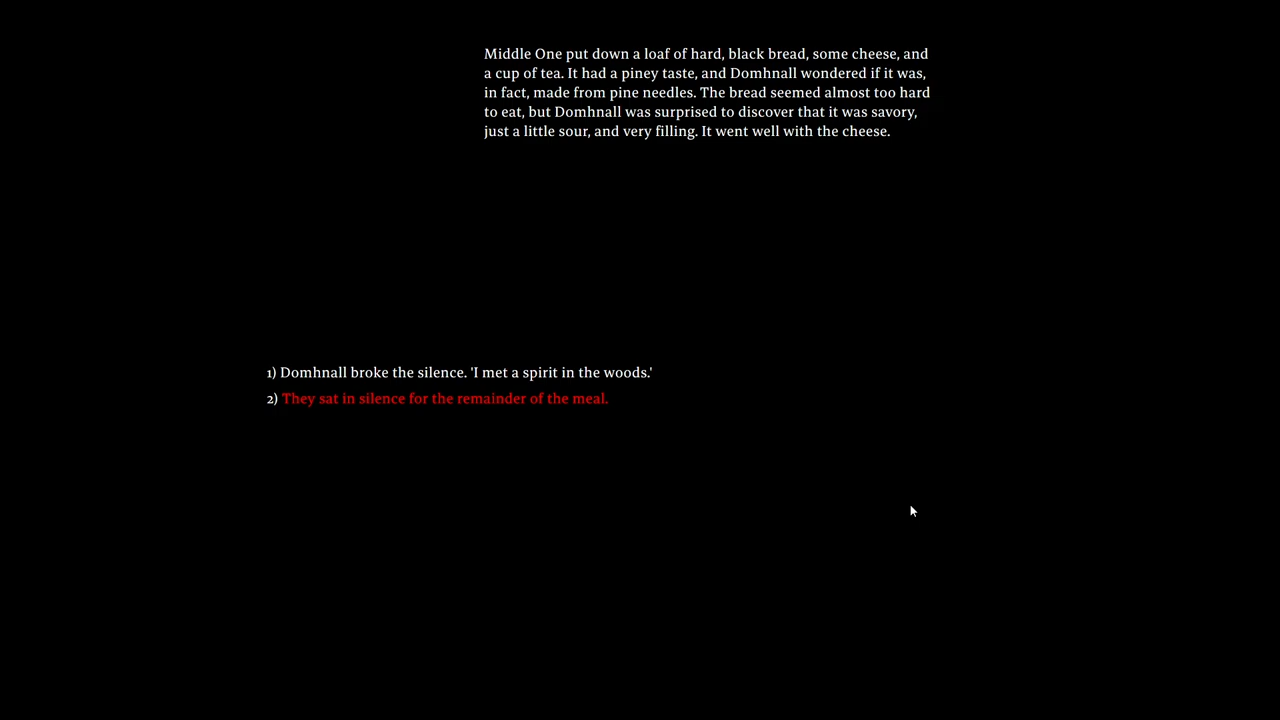 Middle One put down a loaf of hard, black bread, some cheese, and
a cup of tea. It had a piney taste, and Domhnall wondered if it was,
in fact, made from pine needles. The bread seemed almost too hard
to eat, but Domhnall was surprised to discover that it was savory,
just a little sour, and very filling. It went well with the cheese.
1) Domhnall broke the silence. 'I met a spirit in the woods.'
2) They sat in silence for the remainder of the meal.